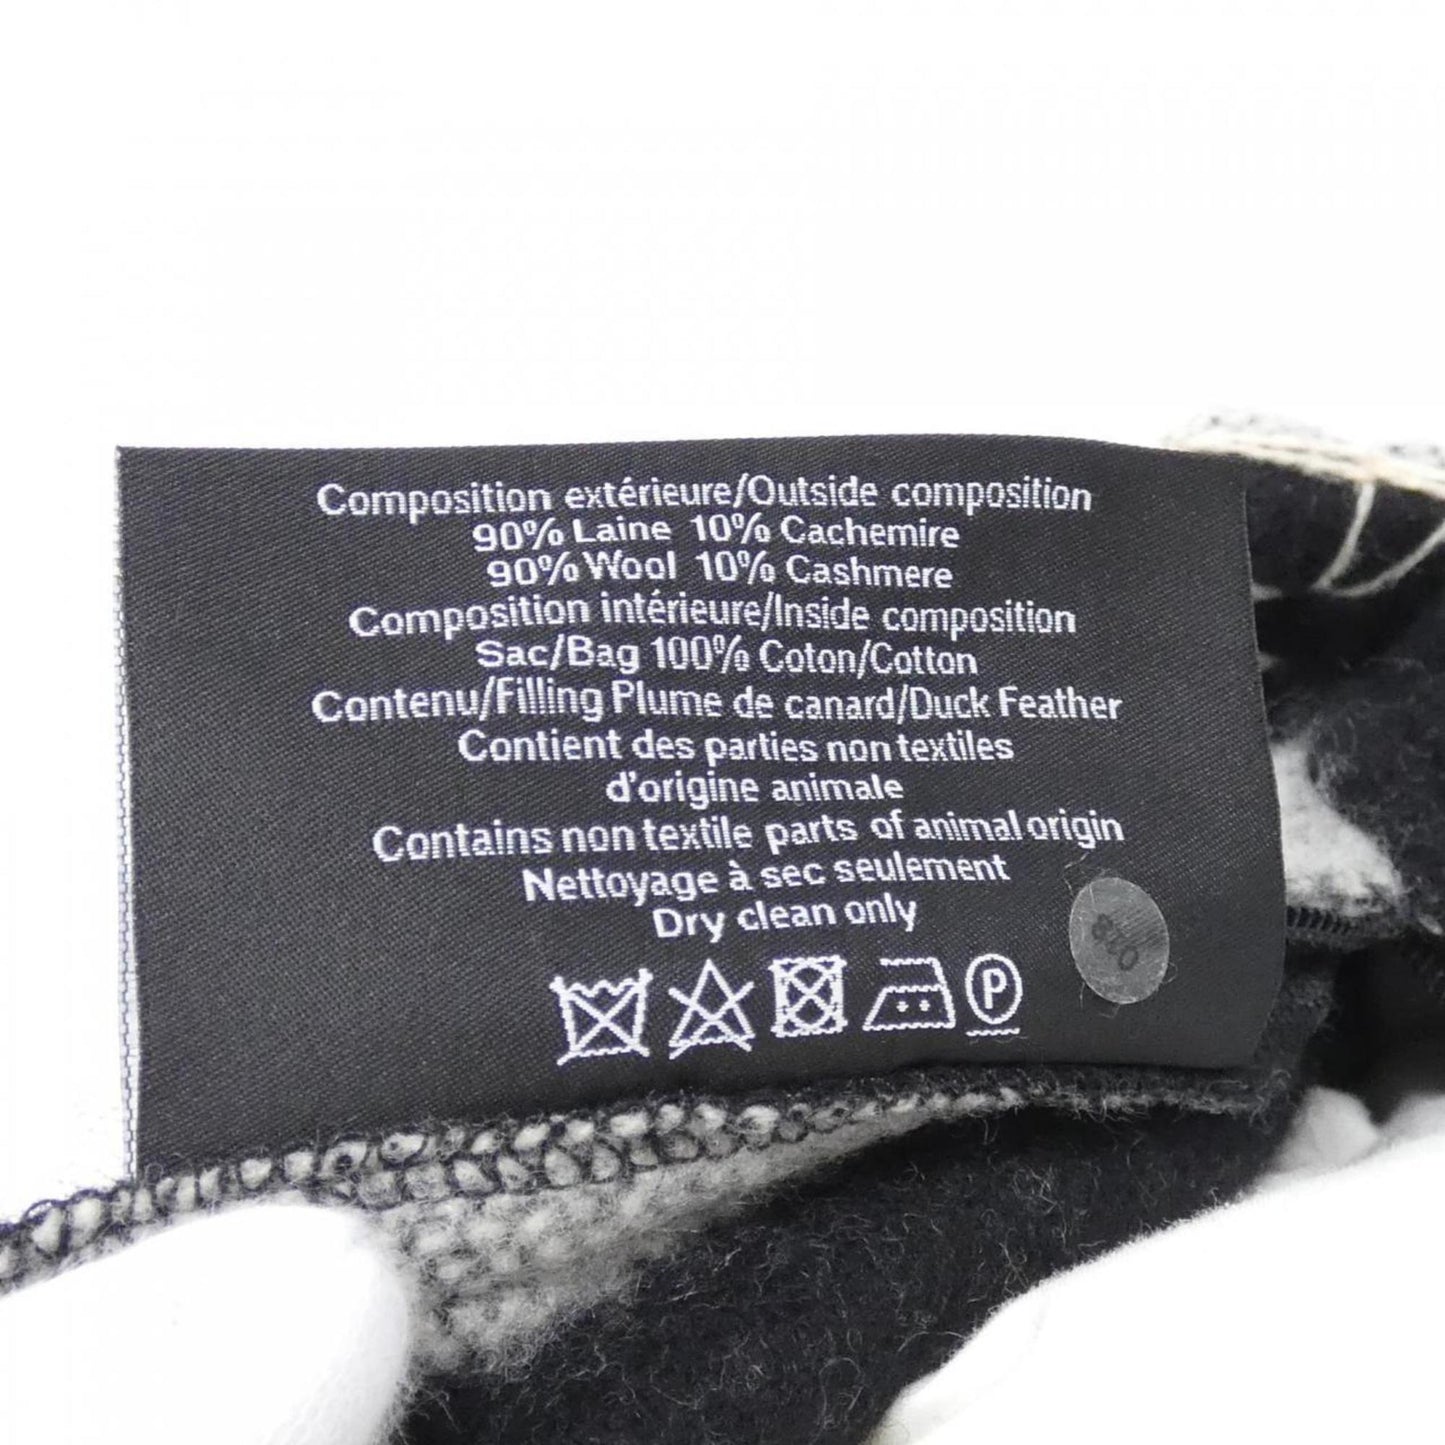 Composition extérieure/Outside composition
90% Laine 10% Cachemire
90% Wool 10% Cashmere
Composition intérieure/Inside composition
Sac/Bag 100% Coton/Cotton
Contenu/Filling Plume de canard/Duck Feather
Contient des parties non textiles
d'origine animale
Contains non textile parts of animal origin
Nettoyage à sec seulement
Dry clean only
P